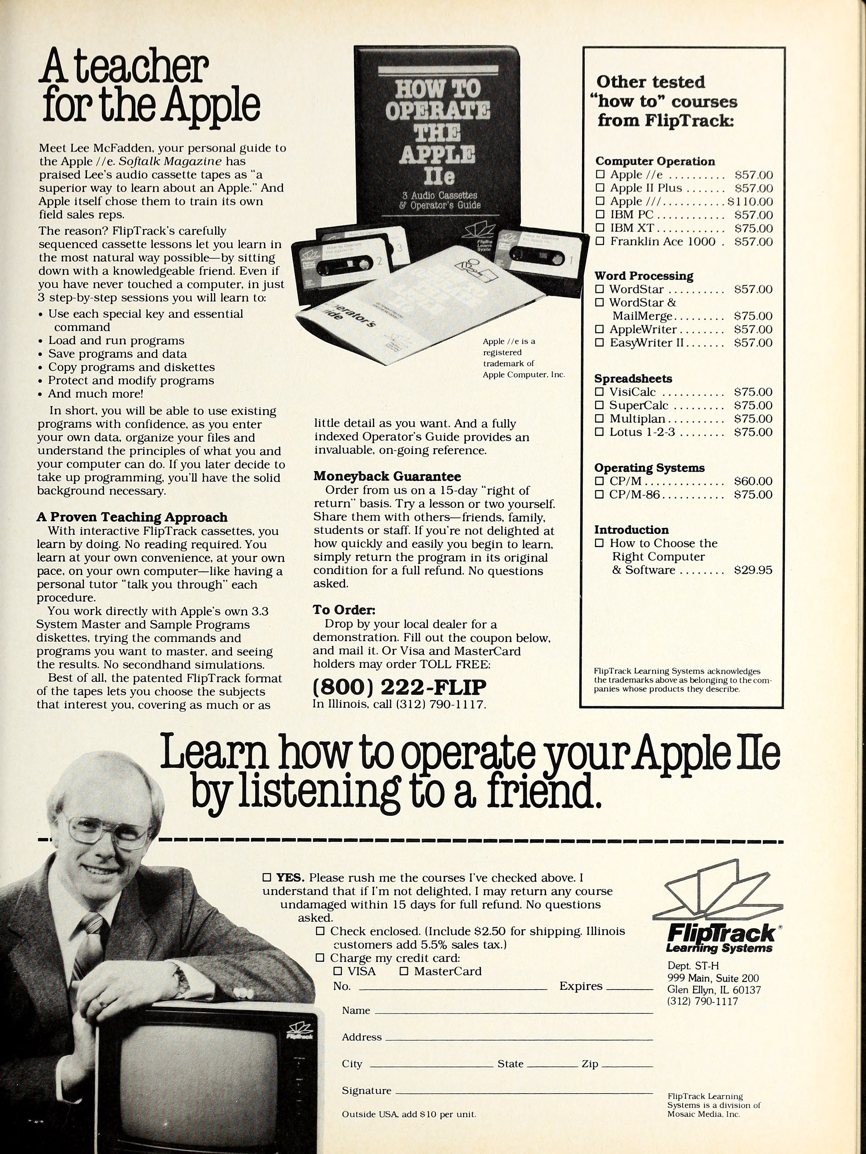 A teacher
for the Apple
Meet Lee McFadden, your personal guide to
the Apple //e. Softalk Magazine has
praised Lee's audio cassette tapes as "a
superior way to learn about an Apple." And
Apple itself chose them to train its own
field sales reps.
The reason? FlipTrack's carefully
sequenced cassette lessons let you learn in
the most natural way possible—by sitting
down with a knowledgeable friend. Even if
you have never touched a computer, in just
3 step-by-step sessions you will learn to:
• Use each special key and essential
command
• Load and run programs
• Save programs and data
• Copy programs and diskettes
• Protect and modify programs
• And much more!
In short, you will be able to use existing
programs with confidence, as you enter
your own data, organize your files and
understand the principles of what you and
your computer can do. If you later decide to
take up programming, you'll have the solid
background necessary.
A Proven Teaching Approach
With interactive FlipTrack cassettes, you
learn by doing. No reading required. You
learn at your own convenience, at your own
pace, on your own computer—like having a
personal tutor "talk you through" each
procedure.
You work directly with Apple's own 3.3
System Master and Sample Programs
diskettes, trying the commands and
programs you want to master, and seeing
the results. No secondhand simulations.
Best of all, the patented FlipTrack format
of the tapes lets you choose the subjects
that interest you, covering as much or as
HOW TO
OPERATE
THE
APPLE
IIe
3 Audio Cassettes
& Operator's Guide
3
2
1
Apple //e is a
registered
trademark of
Apple Computer, Inc.
little detail as you want. And a fully
indexed Operator's Guide provides an
invaluable, on-going reference.
Moneyback Guarantee
Order from us on a 15-day "right of
return" basis. Try a lesson or two yourself.
Share them with others—friends, family,
students or staff. If you're not delighted at
how quickly and easily you begin to learn,
simply return the program in its original
condition for a full refund. No questions
asked.
To Order:
Drop by your local dealer for a
demonstration. Fill out the coupon below,
and mail it. Or Visa and MasterCard
holders may order TOLL FREE:
(800) 222-FLIP
In Illinois, call (312) 790-1117.
Other tested
"how to" courses
from FlipTrack:
Computer Operation
☐ Apple //e .......... $57.00
☐ Apple II Plus ....... $57.00
☐ Apple ///........... $110.00
☐ IBM PC ............ $57.00
☐ IBM XT............ $75.00
☐ Franklin Ace 1000 . $57.00
Word Processing
☐ WordStar .......... $57.00
☐ WordStar &
MailMerge......... $75.00
☐ AppleWriter........ $57.00
☐ EasyWriter II....... $57.00
Spreadsheets
☐ VisiCalc ........... $75.00
☐ SuperCalc ......... $75.00
☐ Multiplan.......... $75.00
☐ Lotus 1-2-3 ........ $75.00
Operating Systems
☐ CP/M.............. $60.00
☐ CP/M-86........... $75.00
Introduction
☐ How to Choose the
Right Computer
& Software ........ $29.95
FlipTrack Learning Systems acknowledges
the trademarks above as belonging to the com-
panies whose products they describe.
Learn how to operate your Apple IIe
by listening to a friend.
☐ YES. Please rush me the courses I've checked above. I
understand that if I'm not delighted, I may return any course
undamaged within 15 days for full refund. No questions
asked.
☐ Check enclosed. (Include $2.50 for shipping. Illinois
customers add 5.5% sales tax.)
☐ Charge my credit card:
☐ VISA ☐ MasterCard
No. Expires
Name
Address
City State Zip
Signature
Outside USA, add $10 per unit.
FlipTrack
FlipTrack®
Learning Systems
Dept. ST-H
999 Main, Suite 200
Glen Ellyn, IL 60137
(312) 790-1117
FlipTrack Learning
Systems is a division of
Mosaic Media, Inc.